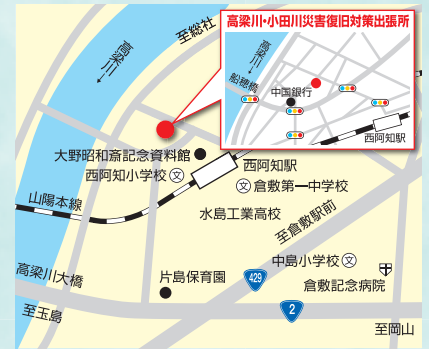 至総社
高梁川
高梁川・小田川災害復旧対策出張所
高梁川
船穂橋
中国銀行
西阿知駅
大野昭和斎記念資料館
西阿知小学校 文
西阿知駅
文 倉敷第一中学校
山陽本線
水島工業高校
至倉敷駅前
中島小学校 文
高梁川大橋
片島保育園
429
倉敷記念病院
至玉島
2
至岡山